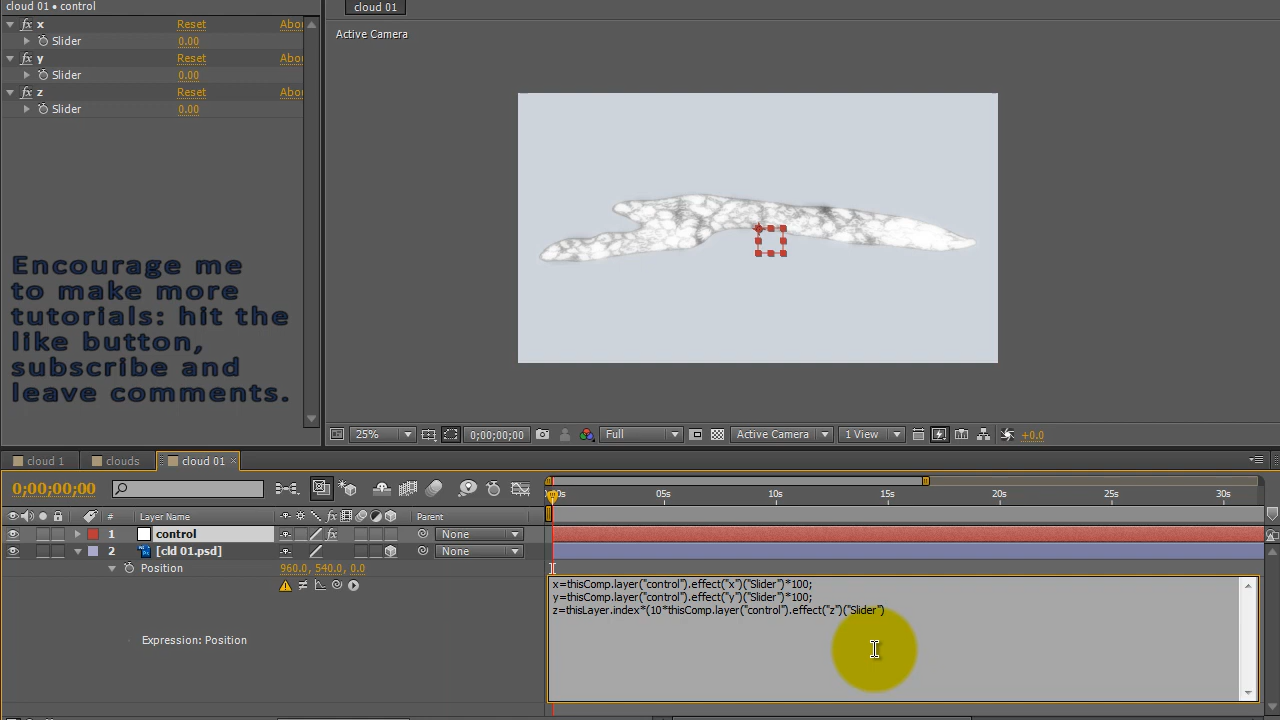 cloud 01 • control
cloud 01
fx x Reset Abou
Slider 0.00
fx y Reset Abou
Slider 0.00
fx z Reset Abou
Slider 0.00
Active Camera
Encourage me
to make more
tutorials: hit the
like button,
subscribe and
leave comments.
25% 0;00;00;00 Full Active Camera 1 View +0.0
cloud 1 clouds cloud 01
0;00;00;00
05s 10s 15s 20s 25s 30s
# Layer Name fx Parent
1 control fx None
2 [cld 01.psd] None
Position 960.0, 540.0, 0.0
x=thisComp.layer("control").effect("x")("Slider")*100;
y=thisComp.layer("control").effect("y")("Slider")*100;
z=thisLayer.index*(10*thisComp.layer("control").effect("z")("Slider")
Expression: Position